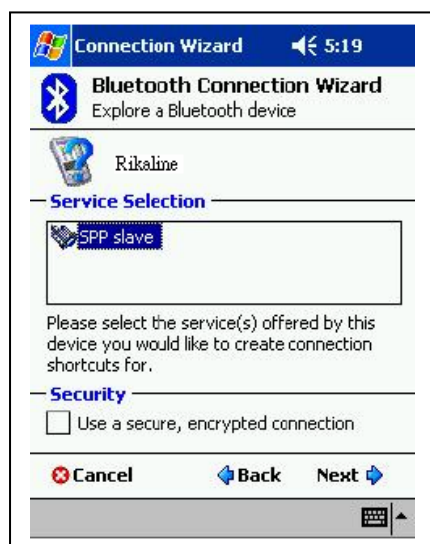 Connection Wizard 5:19
Bluetooth Connection Wizard
Explore a Bluetooth device
Rikaline
Service Selection
SPP slave
Please select the service(s) offered by this
device you would like to create connection
shortcuts for.
Security
Use a secure, encrypted connection
Cancel Back Next